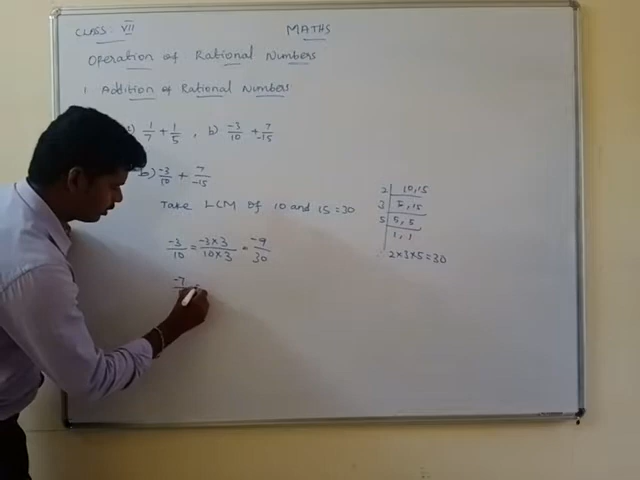 CLASS: VII
MATHS
Operation of Rational Numbers
1 Addition of Rational Numbers
) 1/7 + 1/5 , b) -3/10 + 7/-15
b) -3/10 + 7/-15
Take LCM of 10 and 15 = 30
2 | 10, 15
3 | 5, 15
5 | 5, 5
1, 1
2×3×5=30
-3/10 = -3×3/10×3 = -9/30
-7